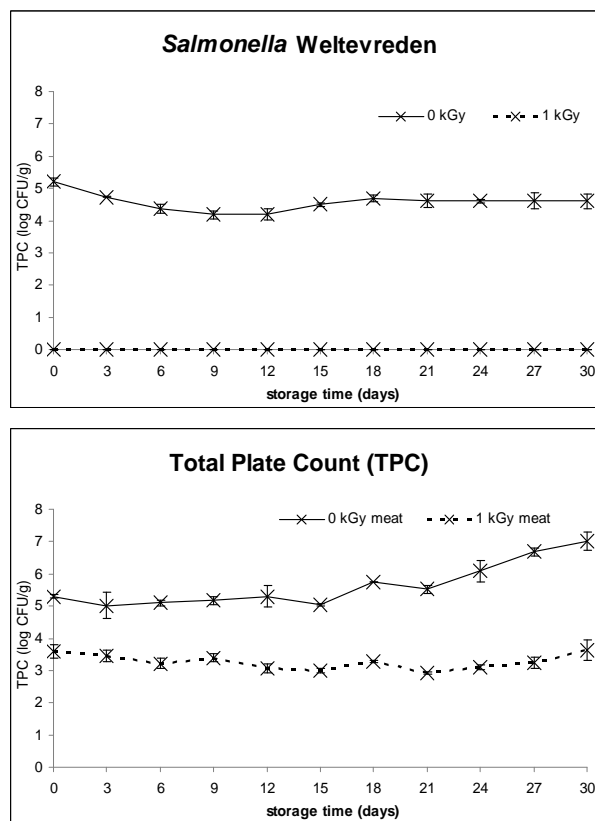 Salmonella Weltevreden
0 kGy 1 kGy
8
7
6
5
4
3
2
1
0
TPC (log CFU/g)
0 3 6 9 12 15 18 21 24 27 30
storage time (days)
Total Plate Count (TPC)
0 kGy meat 1 kGy meat
8
7
6
5
4
3
2
1
0
TPC (log CFU/g)
0 3 6 9 12 15 18 21 24 27 30
storage time (days)